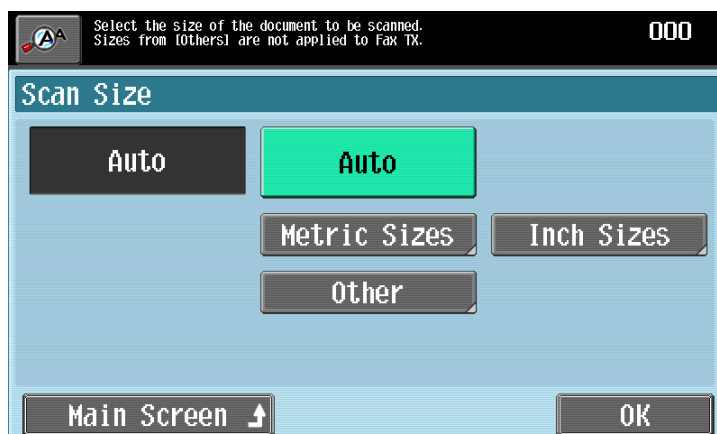 Select the size of the document to be scanned.
Sizes from [Others] are not applied to Fax TX.
000
Scan Size
Auto
Auto
Metric Sizes
Inch Sizes
Other
Main Screen
OK